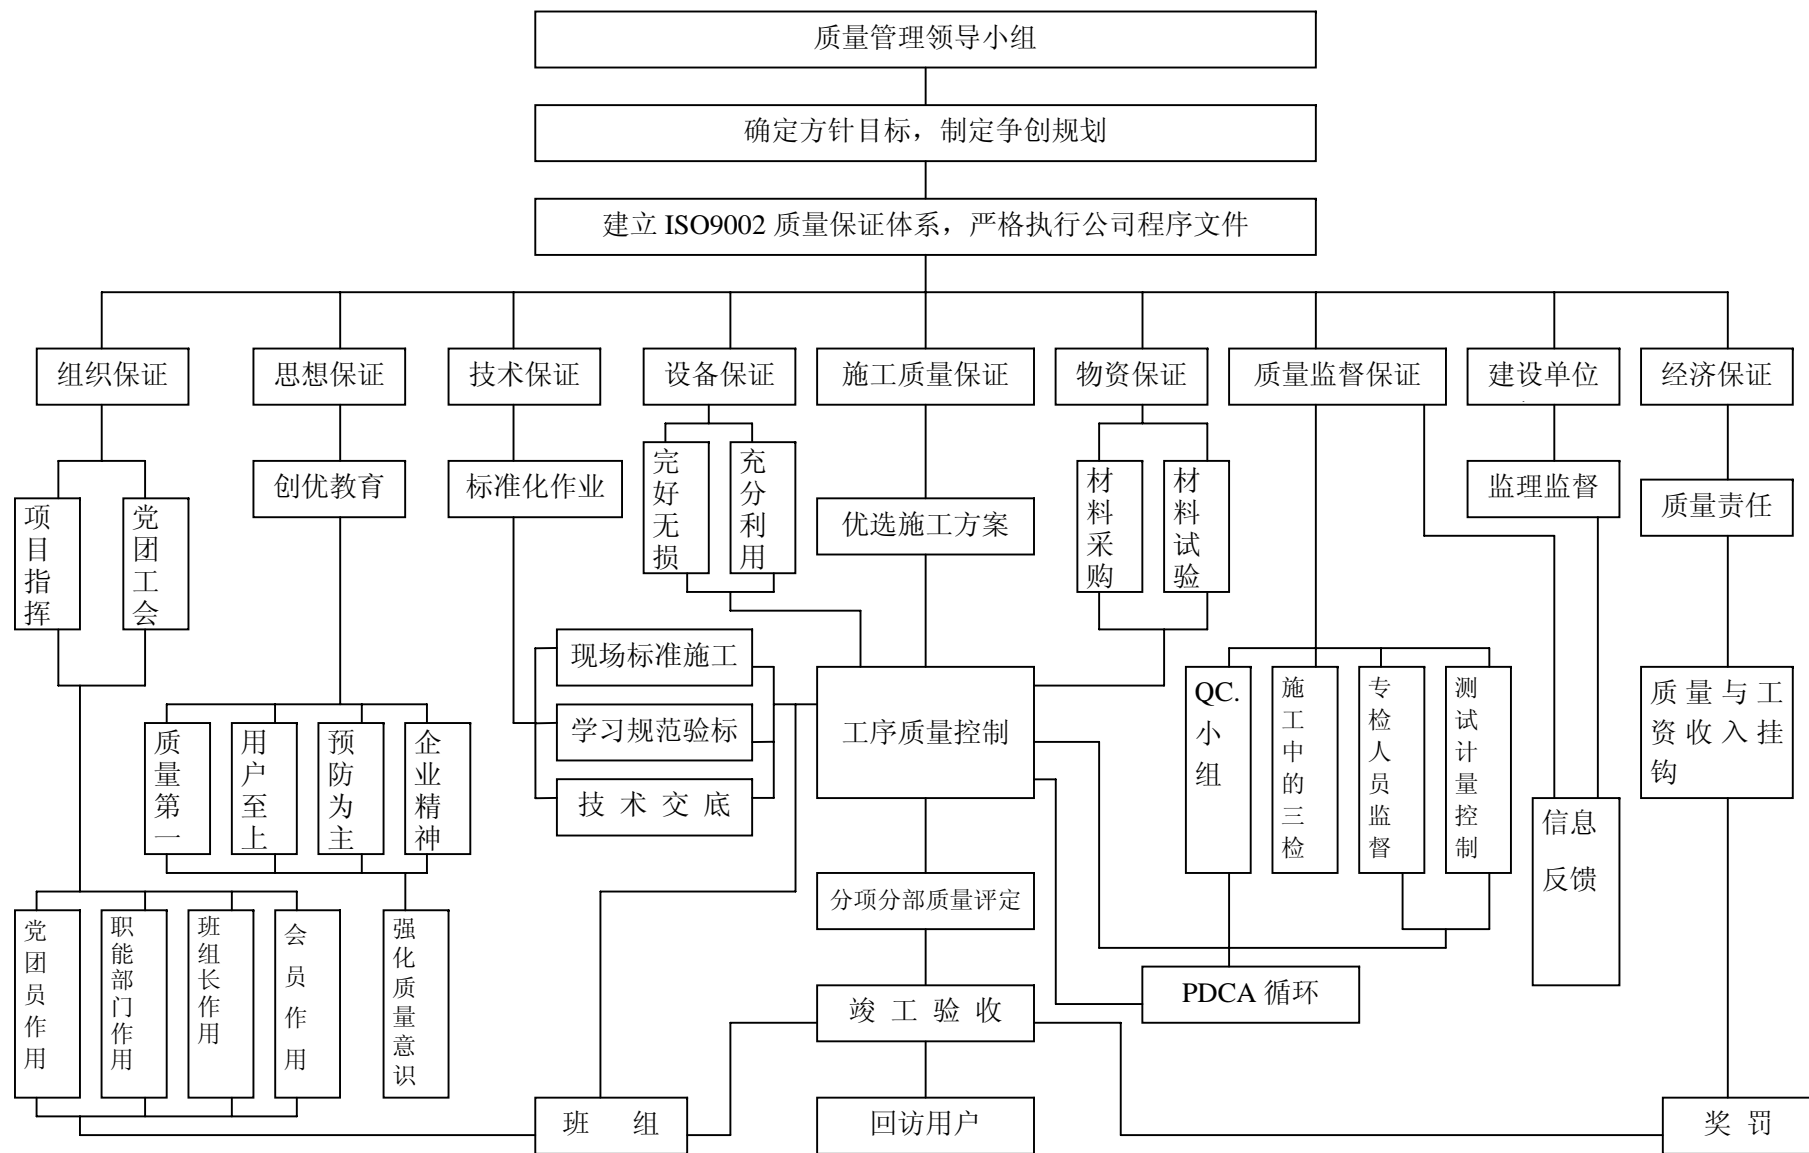 质量管理领导小组
确定方针目标，制定争创规划
建立 ISO9002 质量保证体系，严格执行公司程序文件
组织保证
思想保证
技术保证
设备保证
施工质量保证
物资保证
质量监督保证
建设单位
经济保证
项目指挥
党团工会
创优教育
标准化作业
完好无损
充分利用
优选施工方案
材料采购
材料试验
监理监督
质量责任
现场标准施工
学习规范验标
技术交底
工序质量控制
QC.
小
组
施工中的三检
专检人员监督
测试计量控制
质量与工
资收入挂
钩
质量第一
用户至上
预防为主
企业精神
信息
反馈
分项分部质量评定
党团员作用
职能部门作用
班组长作用
会员作用
强化质量意识
PDCA 循环
竣工验收
班 组
回访用户
奖 罚